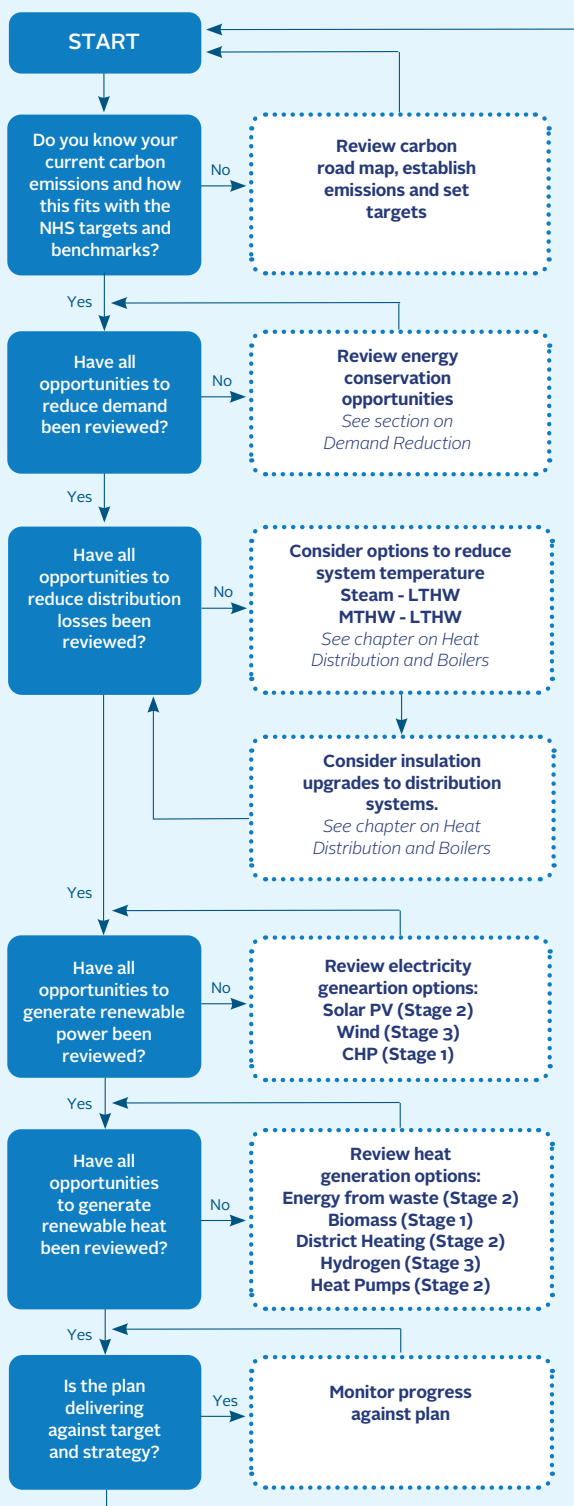 START
Do you know your
current carbon
emissions and how
this fits with the
NHS targets and
benchmarks?
No
Review carbon
road map, establish
emissions and set
targets
Yes
Have all
opportunities to
reduce demand
been reviewed?
No
Review energy
conservation
opportunities
See section on
Demand Reduction
Yes
Have all
opportunities to
reduce distribution
losses been
reviewed?
No
Consider options to reduce
system temperature
Steam - LTHW
MTHW - LTHW
See chapter on Heat
Distribution and Boilers
Consider insulation
upgrades to distribution
systems.
See chapter on Heat
Distribution and Boilers
Yes
Have all
opportunities to
generate renewable
power been
reviewed?
No
Review electricity
geneartion options:
Solar PV (Stage 2)
Wind (Stage 3)
CHP (Stage 1)
Yes
Have all
opportunities
to generate
renewable heat
been reviewed?
No
Review heat
generation options:
Energy from waste (Stage 2)
Biomass (Stage 1)
District Heating (Stage 2)
Hydrogen (Stage 3)
Heat Pumps (Stage 2)
Yes
Is the plan
delivering
against target
and strategy?
Yes
Monitor progress
against plan